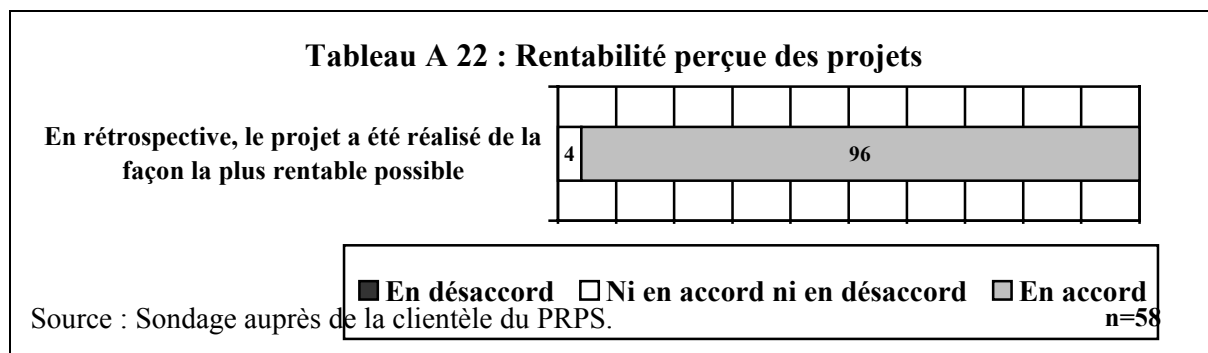 Tableau A 22 : Rentabilité perçue des projets
En rétrospective, le projet a été réalisé de la
façon la plus rentable possible
4
96
En désaccord Ni en accord ni en désaccord En accord
Source : Sondage auprès de la clientèle du PRPS.
n=58